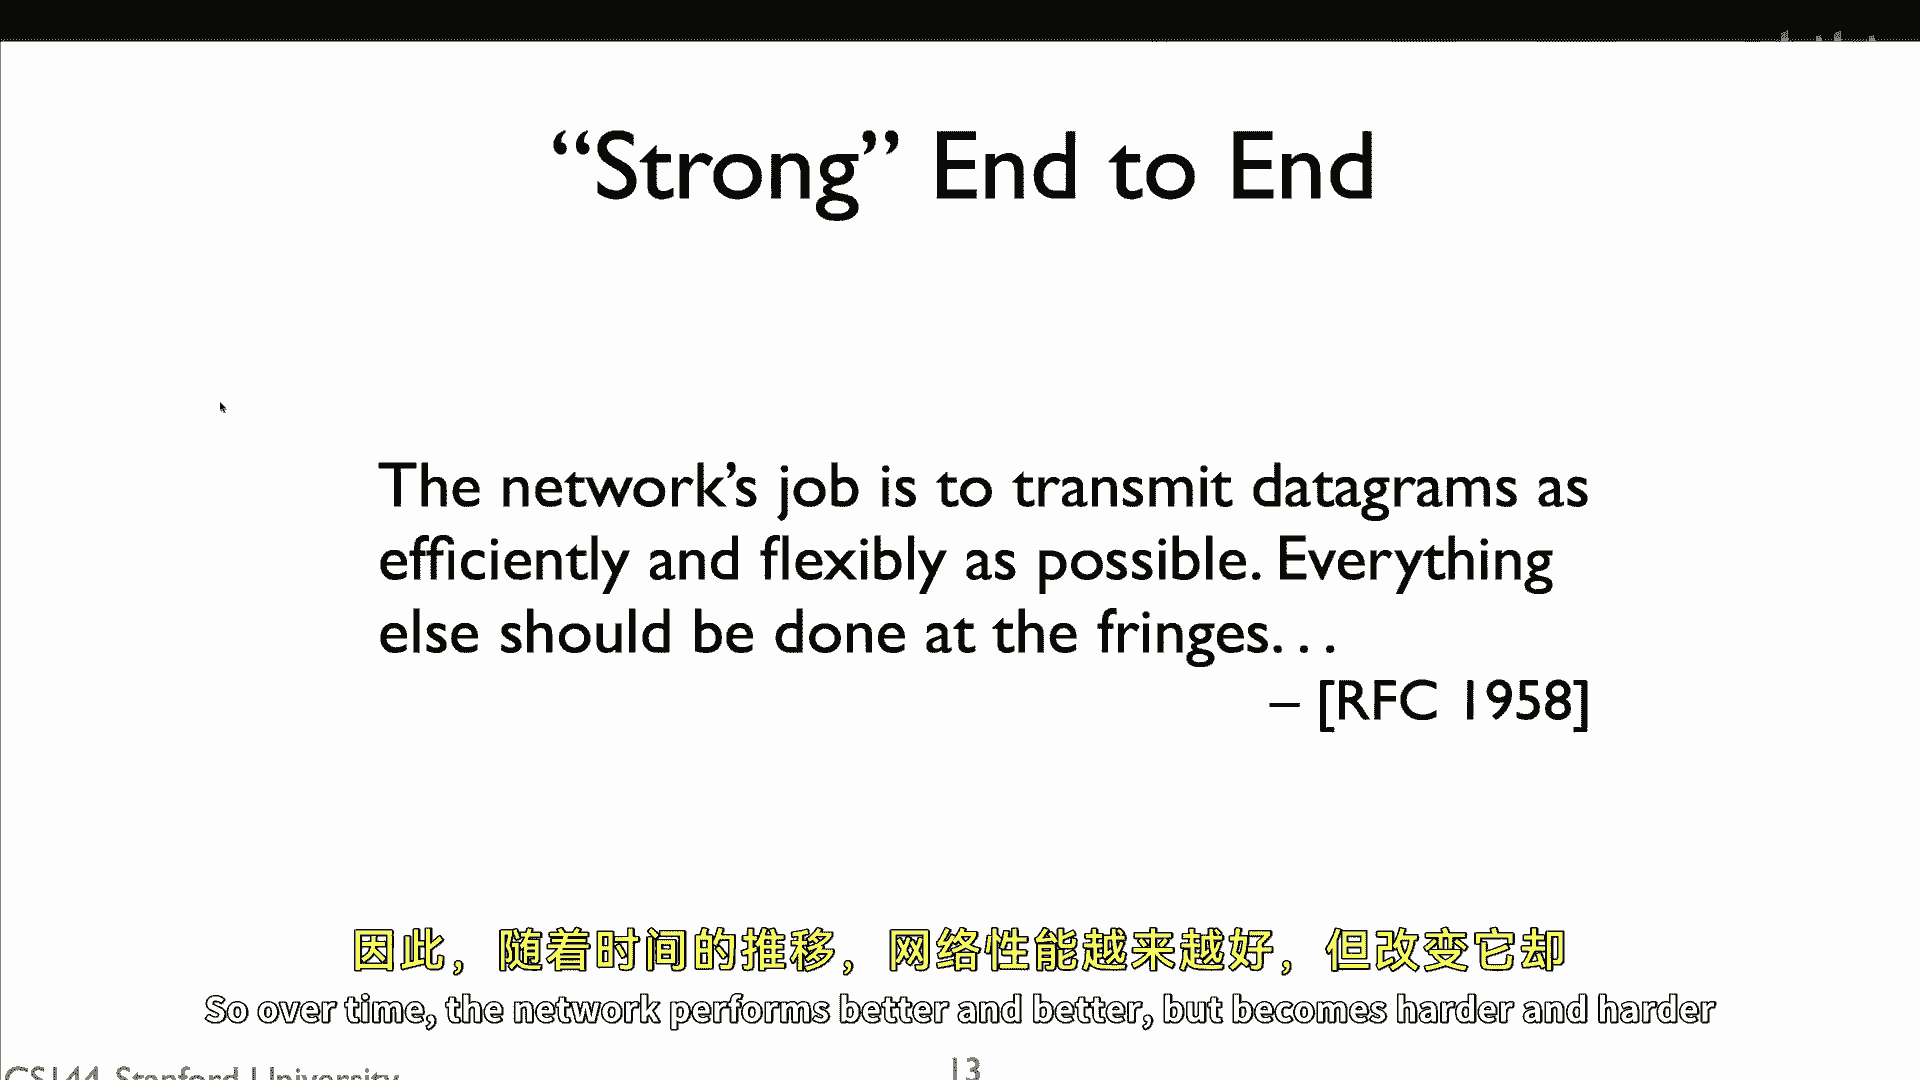 “Strong” End to End
The network’s job is to transmit datagrams as
efficiently and flexibly as possible. Everything
else should be done at the fringes. . .
– [RFC 1958]
因此，随着时间的推移，网络性能越来越好，但改变它却
So over time, the network performs better and better, but becomes harder and harder
CS144, Stanford University
13